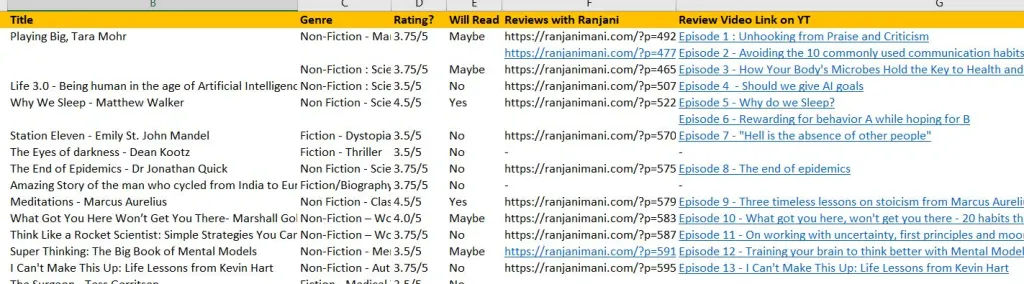 B C D E F G
Title Genre Rating? Will Read Reviews with Ranjani Review Video Link on YT
Playing Big, Tara Mohr Non-Fiction - Ma 3.75/5 Maybe https://ranjanimani.com/?p=492 Episode 1 : Unhooking from Praise and Criticism
https://ranjanimani.com/?p=477 Episode 2 - Avoiding the 10 commonly used communication habits
Non-Fiction : Scie 3.75/5 Maybe https://ranjanimani.com/?p=465 Episode 3 - How Your Body's Microbes Hold the Key to Health and
Life 3.0 - Being human in the age of Artificial Intelligenc Non-Fiction : Scie 3.5/5 No https://ranjanimani.com/?p=507 Episode 4 - Should we give AI goals
Why We Sleep - Matthew Walker Non Fiction - Scie 4.5/5 Yes https://ranjanimani.com/?p=522 Episode 5 - Why do we Sleep?
Episode 6 - Rewarding for behavior A while hoping for B
Station Eleven - Emily St. John Mandel Fiction - Dystopia 3.5/5 No https://ranjanimani.com/?p=570 Episode 7 - "Hell is the absence of other people"
The Eyes of darkness - Dean Kootz Fiction - Thriller 3.5/5 No - -
The End of Epidemics - Dr Jonathan Quick Non Fiction - Scie 3.75/5 No https://ranjanimani.com/?p=575 Episode 8 - The end of epidemics
Amazing Story of the man who cycled from India to Eur Fiction/Biography 3.75/5 No - -
Meditations - Marcus Aurelius Non Fiction - Clas 4.5/5 Yes https://ranjanimani.com/?p=579 Episode 9 - Three timeless lessons on stoicism from Marcus Aureli
What Got You Here Won't Get You There- Marshall Gol Non-Fiction – Wo 4.0/5 Maybe https://ranjanimani.com/?p=583 Episode 10 - What got you here, won't get you there - 20 habits th
Think Like a Rocket Scientist: Simple Strategies You Car Non-Fiction – Wo 3.75/5 No https://ranjanimani.com/?p=587 Episode 11 - On working with uncertainty, first principles and moo
Super Thinking: The Big Book of Mental Models Non-Fiction - Me 3.5/5 Maybe https://ranjanimani.com/?p=591 Episode 12 - Training your brain to think better with Mental Model
I Can't Make This Up: Life Lessons from Kevin Hart Non-Fiction - Aut 3.75/5 No https://ranjanimani.com/?p=595 Episode 13 - I Can't Make This Up: Life Lessons from Kevin Hart
The Surgeon - Tess Gerritsen Fiction - Medical 3.5/5 No